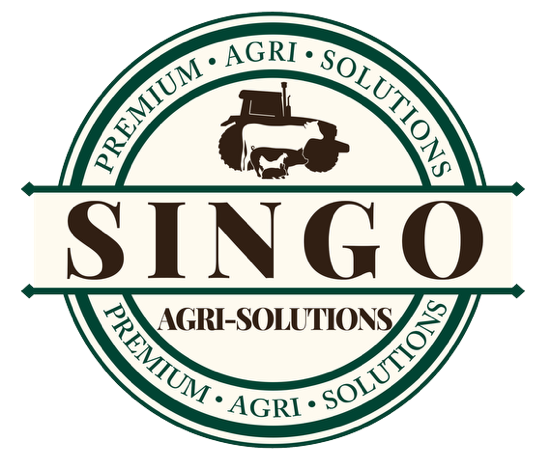 PREMIUM • AGRI • SOLUTIONS
SINGO
AGRI-SOLUTIONS
PREMIUM • AGRI • SOLUTIONS